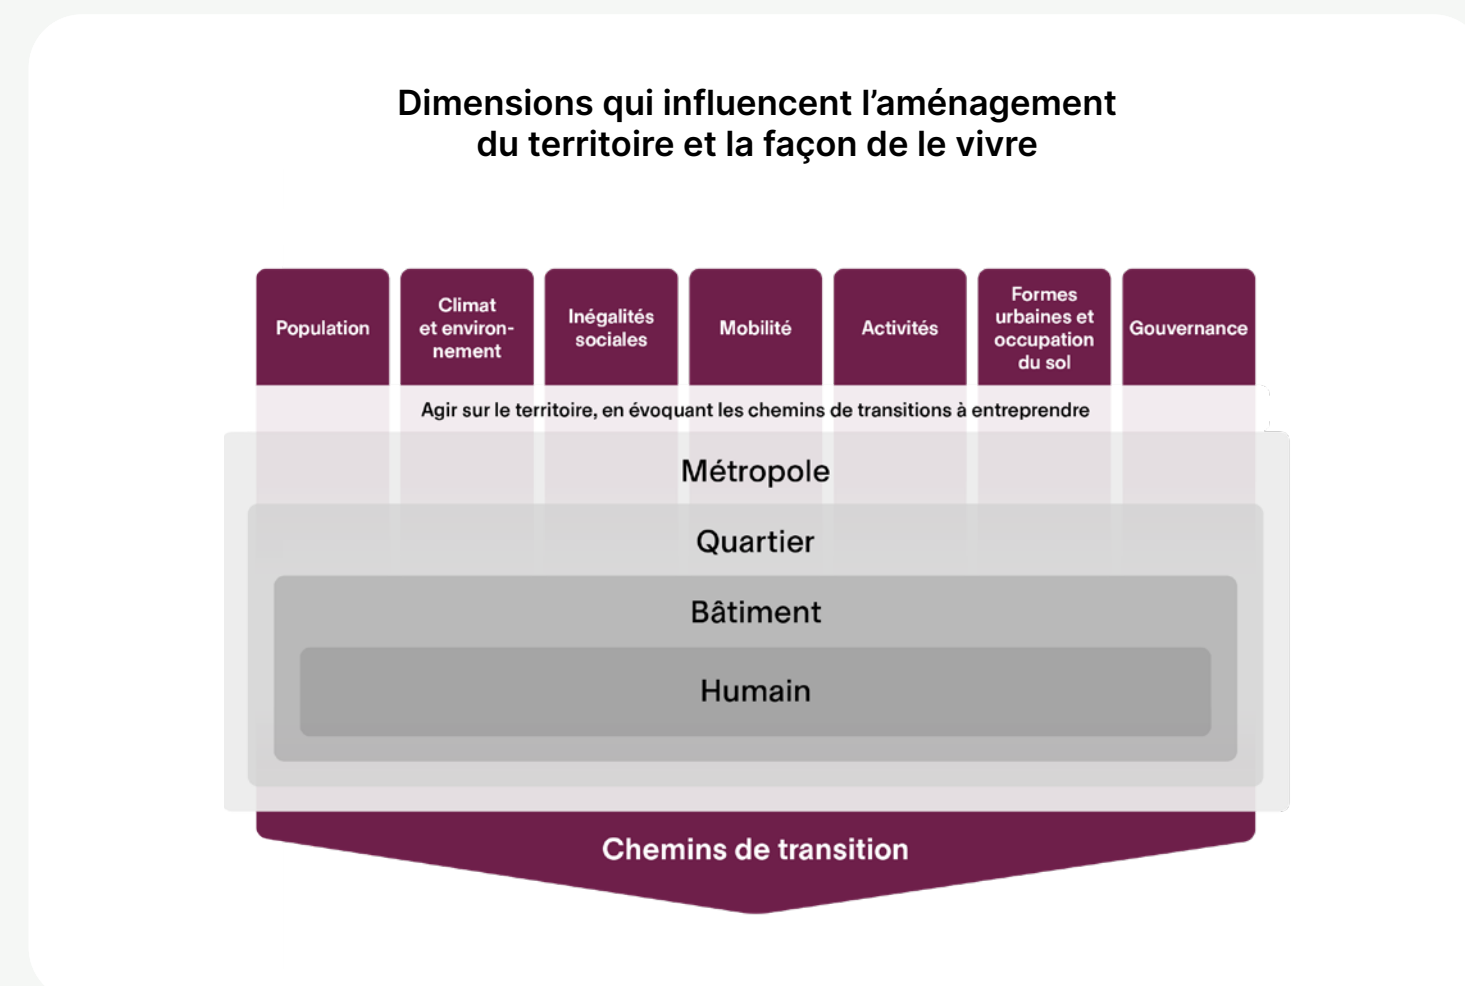 Dimensions qui influencent l’aménagement
du territoire et la façon de le vivre
Population
Climat
et environ-
nement
Inégalités
sociales
Mobilité
Activités
Formes
urbaines et
occupation
du sol
Gouvernance
Agir sur le territoire, en évoquant les chemins de transitions à entreprendre
Métropole
Quartier
Bâtiment
Humain
Chemins de transition